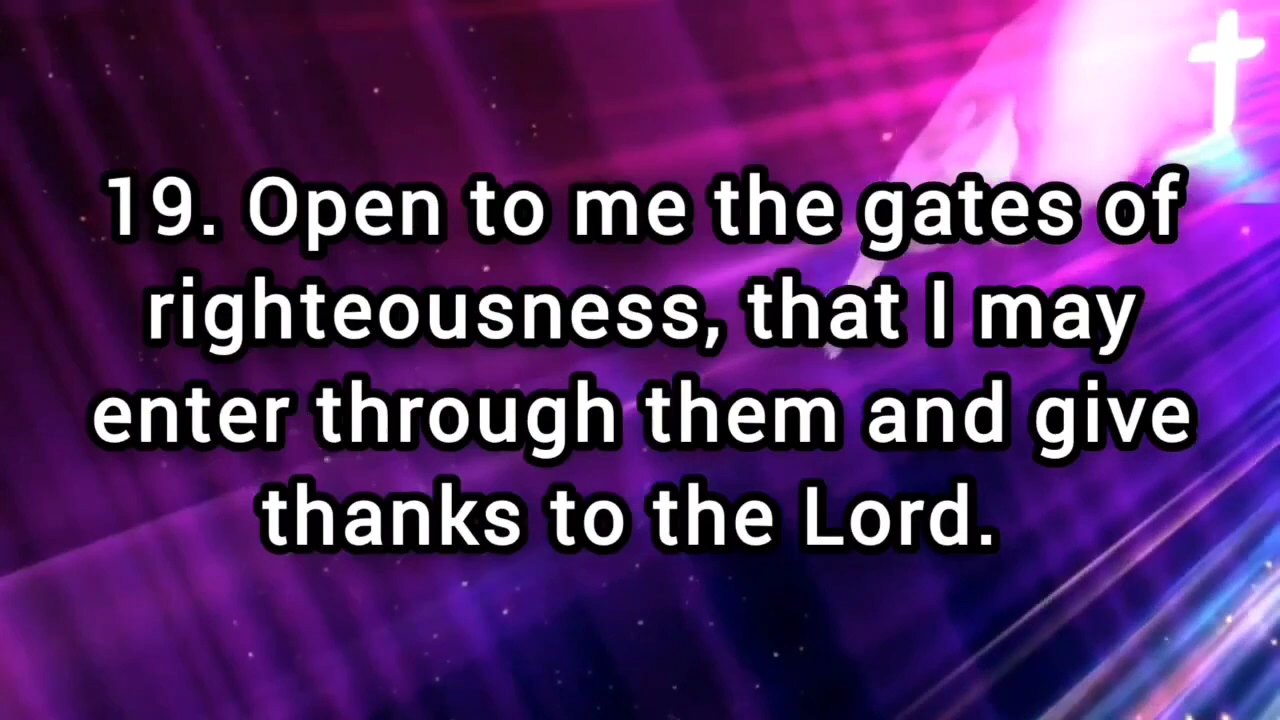 19. Open to me the gates of
righteousness, that I may
enter through them and give
thanks to the Lord.